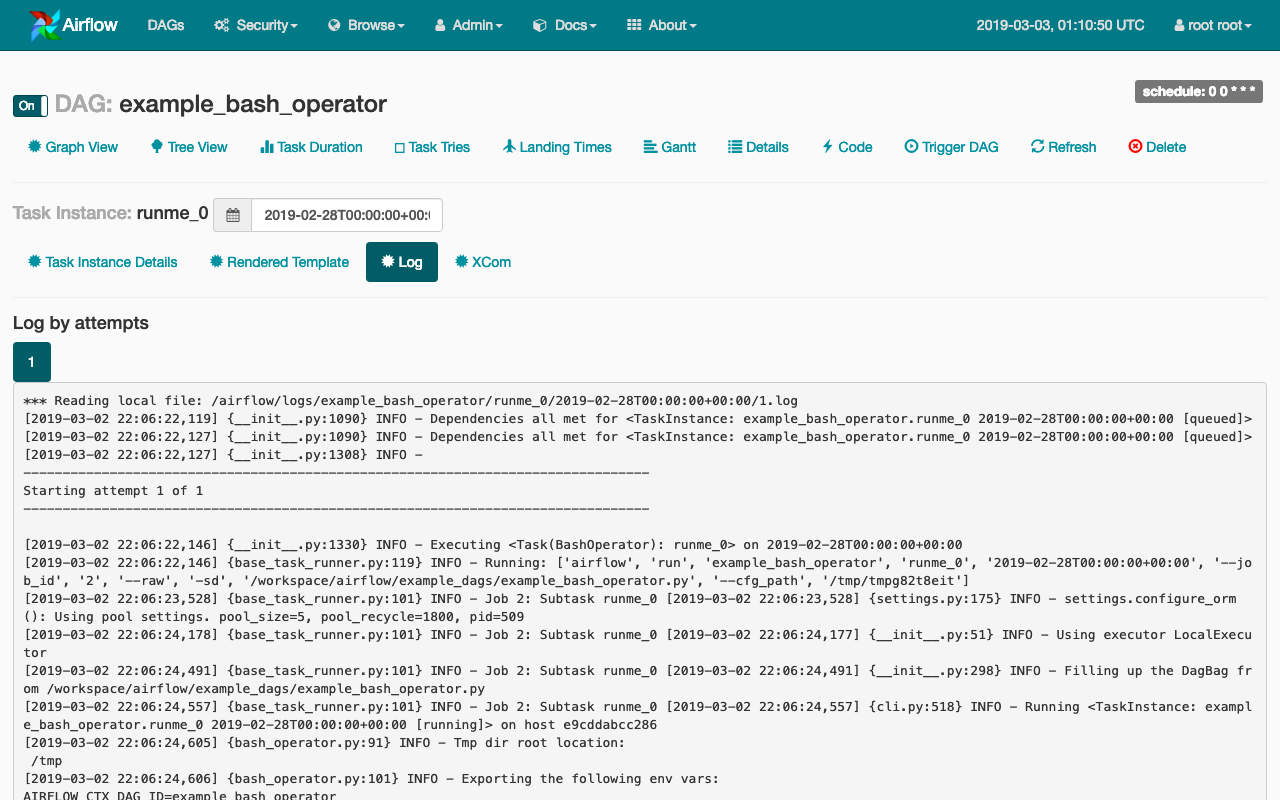 Airflow DAGs Security Browse Admin Docs About 2019-03-03, 01:10:50 UTC root root
schedule: 0 0 * * *
On DAG: example_bash_operator
Graph View Tree View Task Duration Task Tries Landing Times Gantt Details Code Trigger DAG Refresh Delete
Task Instance: runme_0 2019-02-28T00:00:00+00:(
Task Instance Details Rendered Template Log XCom
Log by attempts
1
*** Reading local file: /airflow/logs/example_bash_operator/runme_0/2019-02-28T00:00:00+00:00/1.log
[2019-03-02 22:06:22,119] {__init__.py:1090} INFO - Dependencies all met for <TaskInstance: example_bash_operator.runme_0 2019-02-28T00:00:00+00:00 [queued]>
[2019-03-02 22:06:22,127] {__init__.py:1090} INFO - Dependencies all met for <TaskInstance: example_bash_operator.runme_0 2019-02-28T00:00:00+00:00 [queued]>
[2019-03-02 22:06:22,127] {__init__.py:1308} INFO -
--------------------------------------------------------------------------------
Starting attempt 1 of 1
--------------------------------------------------------------------------------
[2019-03-02 22:06:22,146] {__init__.py:1330} INFO - Executing <Task(BashOperator): runme_0> on 2019-02-28T00:00:00+00:00
[2019-03-02 22:06:22,146] {base_task_runner.py:119} INFO - Running: ['airflow', 'run', 'example_bash_operator', 'runme_0', '2019-02-28T00:00:00+00:00', '--jo
b_id', '2', '--raw', '-sd', '/workspace/airflow/example_dags/example_bash_operator.py', '--cfg_path', '/tmp/tmpg82t8eit']
[2019-03-02 22:06:23,528] {base_task_runner.py:101} INFO - Job 2: Subtask runme_0 [2019-03-02 22:06:23,528] {settings.py:175} INFO - settings.configure_orm
(): Using pool settings. pool_size=5, pool_recycle=1800, pid=509
[2019-03-02 22:06:24,178] {base_task_runner.py:101} INFO - Job 2: Subtask runme_0 [2019-03-02 22:06:24,177] {__init__.py:51} INFO - Using executor LocalExecu
tor
[2019-03-02 22:06:24,491] {base_task_runner.py:101} INFO - Job 2: Subtask runme_0 [2019-03-02 22:06:24,491] {__init__.py:298} INFO - Filling up the DagBag fr
om /workspace/airflow/example_dags/example_bash_operator.py
[2019-03-02 22:06:24,557] {base_task_runner.py:101} INFO - Job 2: Subtask runme_0 [2019-03-02 22:06:24,557] {cli.py:518} INFO - Running <TaskInstance: exampl
e_bash_operator.runme_0 2019-02-28T00:00:00+00:00 [running]> on host e9cddabcc286
[2019-03-02 22:06:24,605] {bash_operator.py:91} INFO - Tmp dir root location:
/tmp
[2019-03-02 22:06:24,606] {bash_operator.py:101} INFO - Exporting the following env vars:
AIRFLOW_CTX_DAG_ID=example_bash_operator